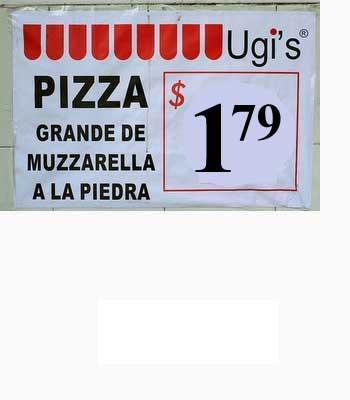 Ugi's®
PIZZA
GRANDE DE
MUZZARELLA
A LA PIEDRA
$ 1 79